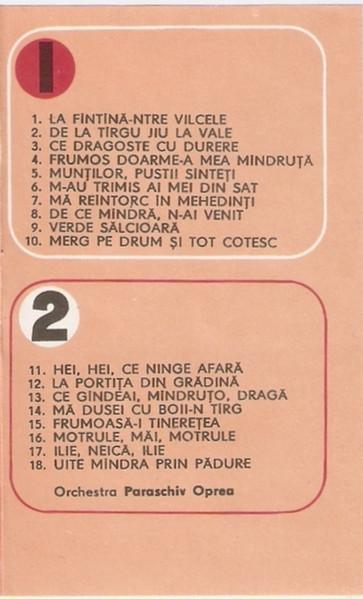 1
1. LA FÎNTÎNĂ-NTRE VÎLCELE
2. DE LA TÎRGU JIU LA VALE
3. CE DRAGOSTE CU DURERE
4. FRUMOS DOARME-A MEA MÎNDRUȚĂ
5. MUNȚILOR, PUSTII SÎNTEȚI
6. M-AU TRIMIS AI MEI DIN SAT
7. MĂ REÎNTORC ÎN MEHEDINȚI
8. DE CE MÎNDRĂ, N-AI VENIT
9. VERDE SĂLCIOARĂ
10. MERG PE DRUM ȘI TOT COTESC
2
11. HEI, HEI, CE NINGE AFARĂ
12. LA PORTIȚA DIN GRĂDINĂ
13. CE GÎNDEAI, MÎNDRUȚO, DRAGĂ
14. MĂ DUSEI CU BOII-N TÎRG
15. FRUMOASĂ-I TINEREȚEA
16. MOTRULE, MĂI, MOTRULE
17. ILIE, NEICĂ, ILIE
18. UITE MÎNDRA PRIN PĂDURE
Orchestra Paraschiv Oprea